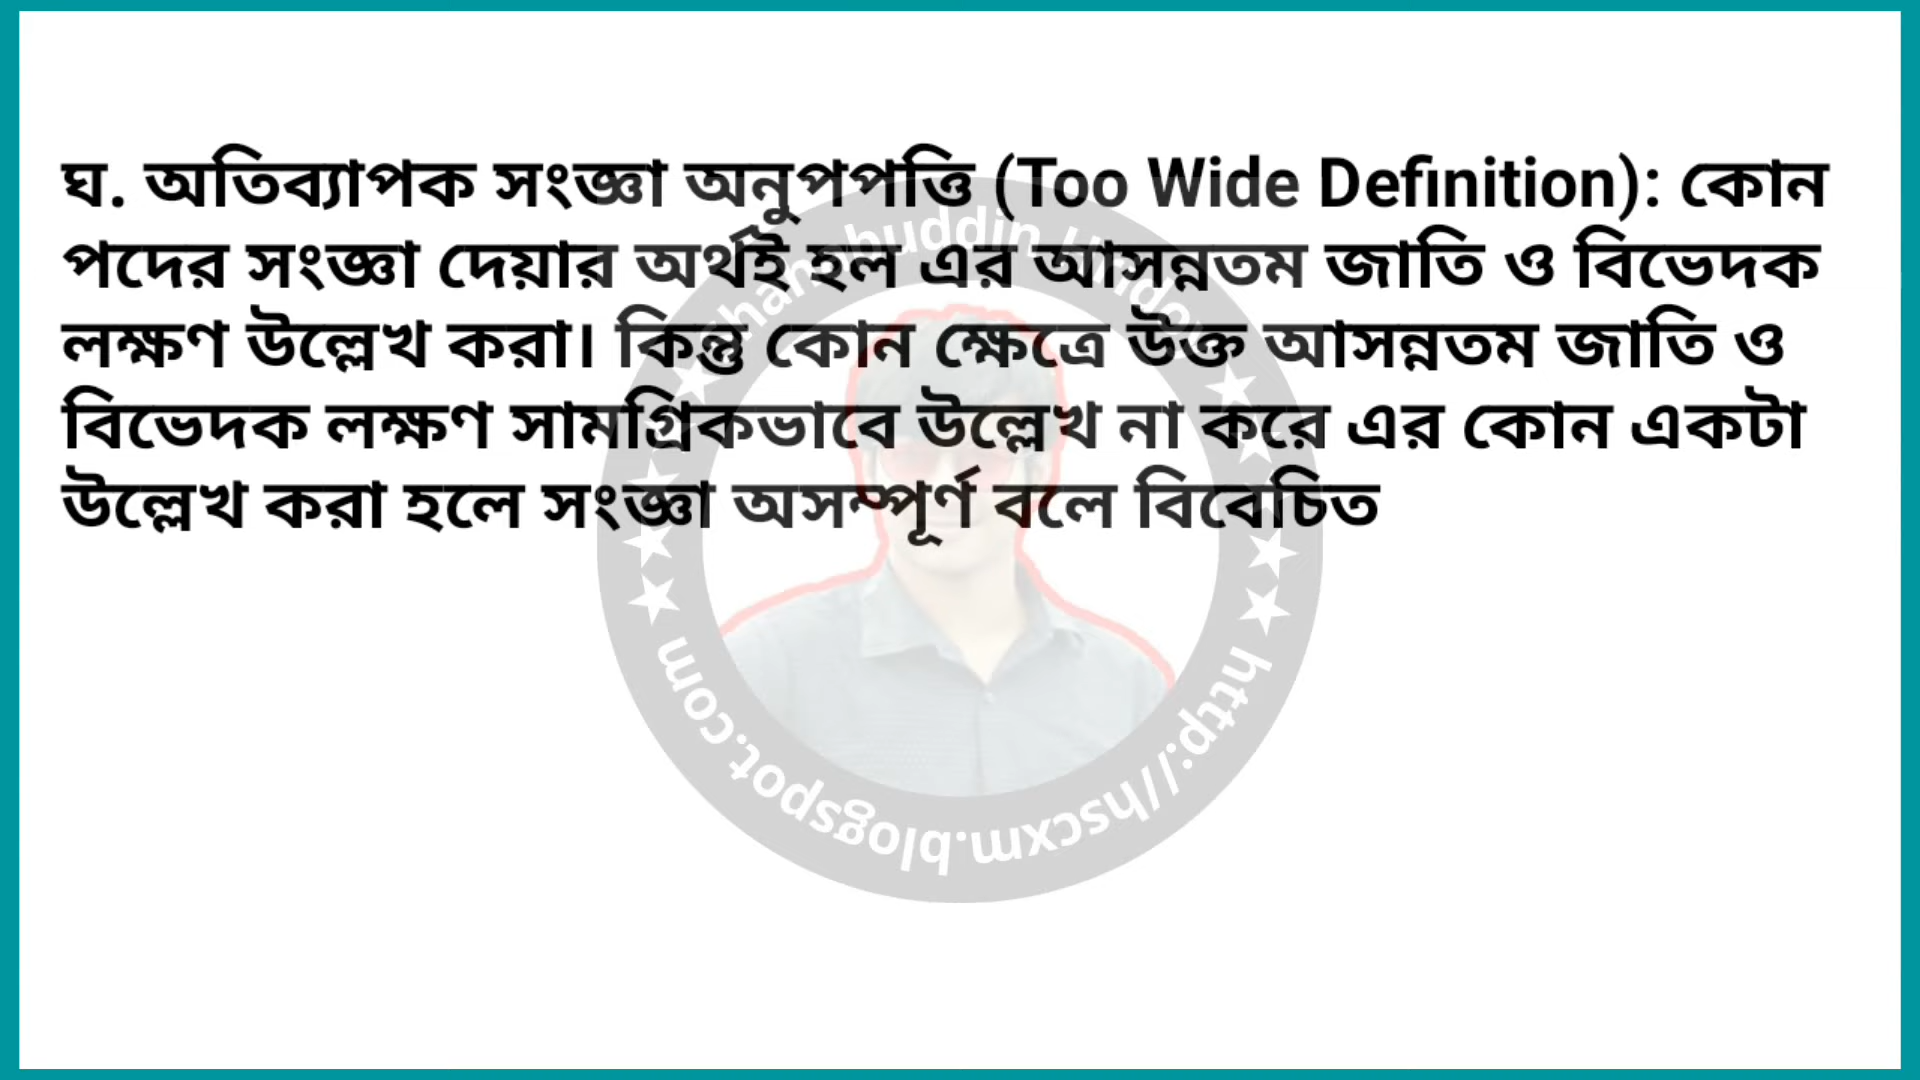 ঘ. অতিব্যাপক সংজ্ঞা অনুপপত্তি (Too Wide Definition): কোন
পদের সংজ্ঞা দেয়ার অর্থই হল এর আসন্নতম জাতি ও বিভেদক
লক্ষণ উল্লেখ করা। কিন্তু কোন ক্ষেত্রে উক্ত আসন্নতম জাতি ও
বিভেদক লক্ষণ সামগ্রিকভাবে উল্লেখ না করে এর কোন একটা
উল্লেখ করা হলে সংজ্ঞা অসম্পূর্ণ বলে বিবেচিত
http://hscxm.blogspot.com